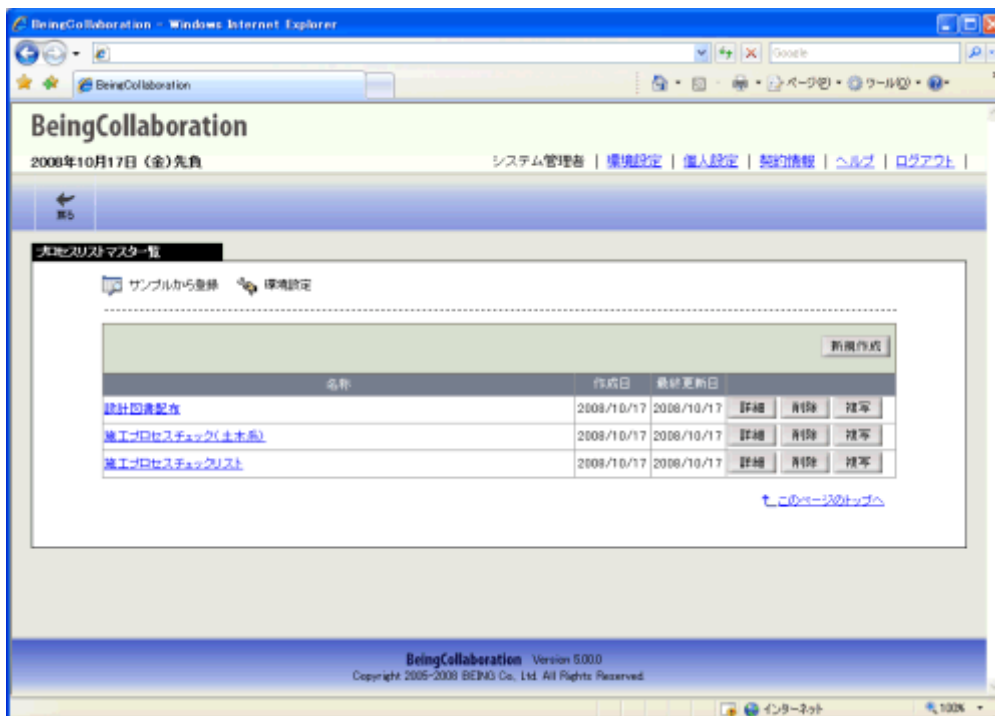 BeingCollaboration - Windows Internet Explorer
Google
BeingCollaboration
ページ(P) ツール(O)
BeingCollaboration
2008年10月17日（金）先負
システム管理者 | 環境設定 | 個人設定 | 契約情報 | ヘルプ | ログアウト |
戻る
プロセスリストマスター覧
サンプルから登録 環境設定
新規作成
名称 作成日 最終更新日
設計図書配布 2008/10/17 2008/10/17 詳細 削除 複写
施工プロセスチェック(土木系) 2008/10/17 2008/10/17 詳細 削除 複写
施工プロセスチェックリスト 2008/10/17 2008/10/17 詳細 削除 複写
このページのトップへ
BeingCollaboration Version 5.00.0
Copyright 2005-2008 BEING Co., Ltd. All Rights Reserved.
インターネット 100%